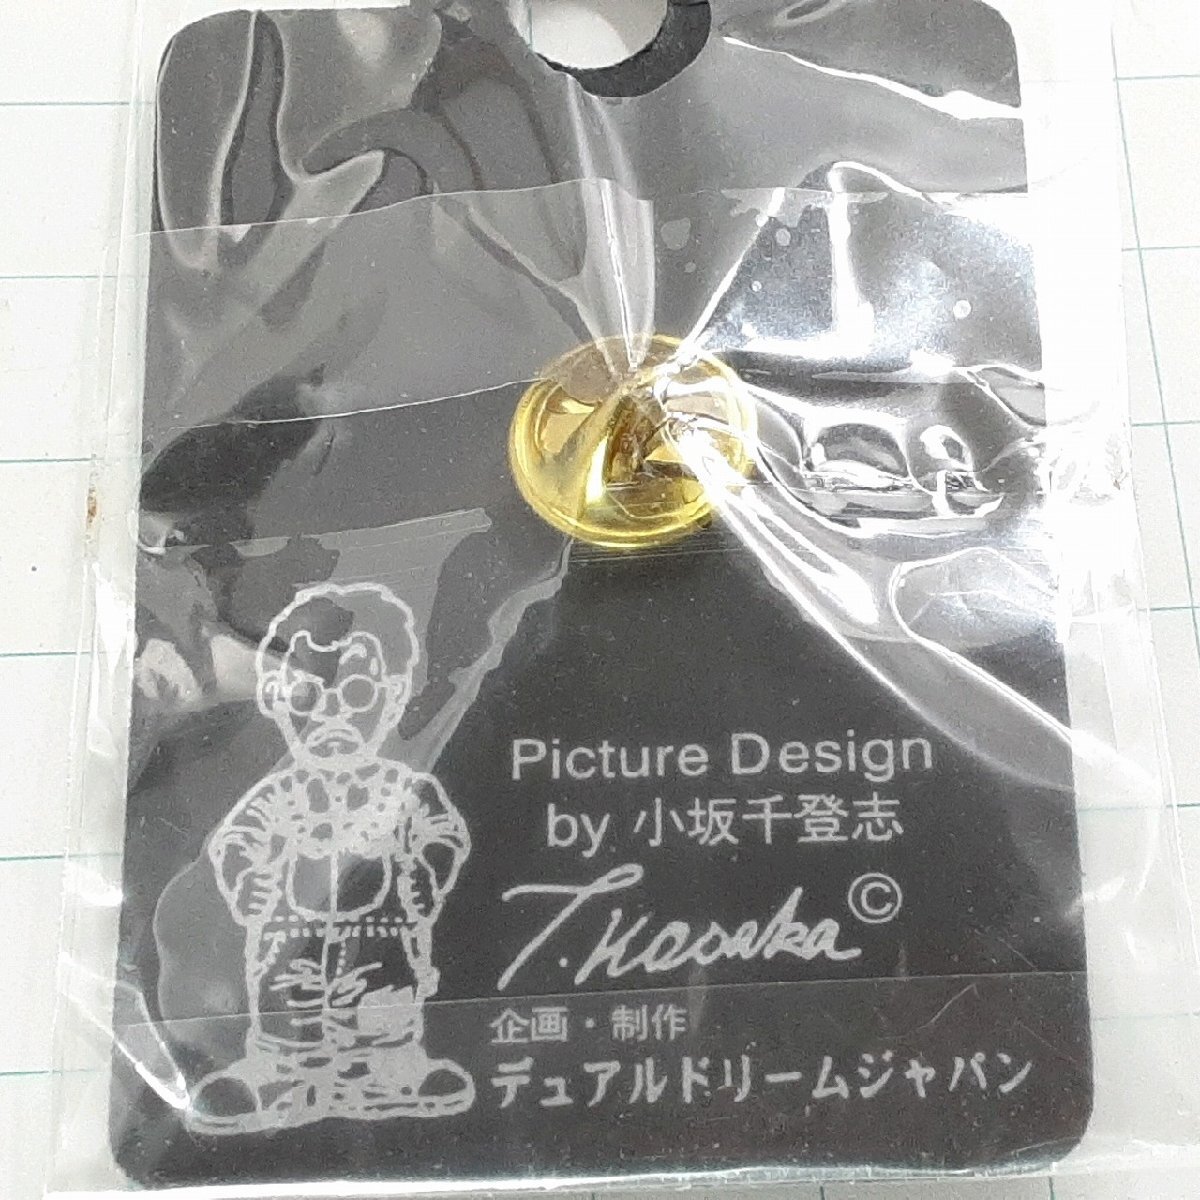 Picture Design
by 小坂千登志
T.Kosaka ©
企画・制作
デュアルドリームジャパン